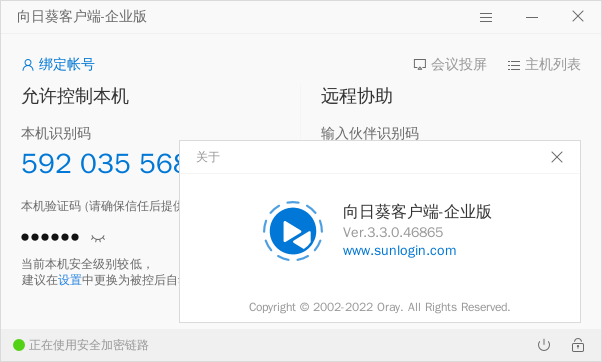 向日葵客户端-企业版
绑定帐号
会议投屏
主机列表
允许控制本机
远程协助
本机识别码
输入伙伴识别码
592 035 568
本机验证码 (请确保信任后提供
当前本机安全级别较低，
建议在设置中更换为被控后自
关于
向日葵客户端-企业版
Ver.3.3.0.46865
www.sunlogin.com
Copyright © 2002-2022 Oray. All Rights Reserved.
正在使用安全加密链路